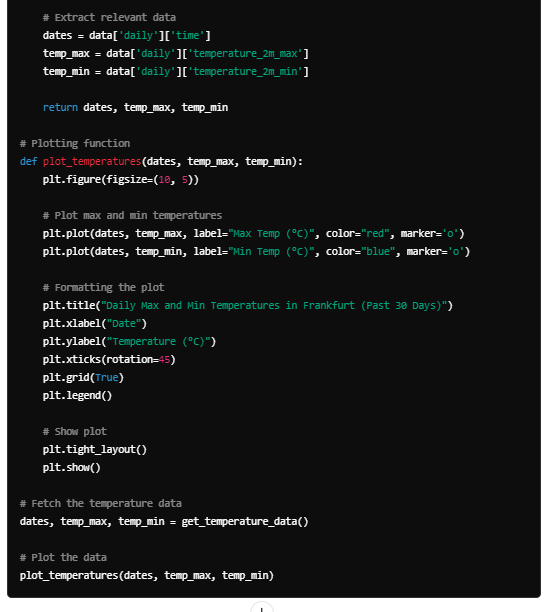 # Extract relevant data
dates = data['daily']['time']
temp_max = data['daily']['temperature_2m_max']
temp_min = data['daily']['temperature_2m_min']
return dates, temp_max, temp_min
# Plotting function
def plot_temperatures(dates, temp_max, temp_min):
plt.figure(figsize=(10, 5))
# Plot max and min temperatures
plt.plot(dates, temp_max, label="Max Temp (°C)", color="red", marker='o')
plt.plot(dates, temp_min, label="Min Temp (°C)", color="blue", marker='o')
# Formatting the plot
plt.title("Daily Max and Min Temperatures in Frankfurt (Past 30 Days)")
plt.xlabel("Date")
plt.ylabel("Temperature (°C)")
plt.xticks(rotation=45)
plt.grid(True)
plt.legend()
# Show plot
plt.tight_layout()
plt.show()
# Fetch the temperature data
dates, temp_max, temp_min = get_temperature_data()
# Plot the data
plot_temperatures(dates, temp_max, temp_min)